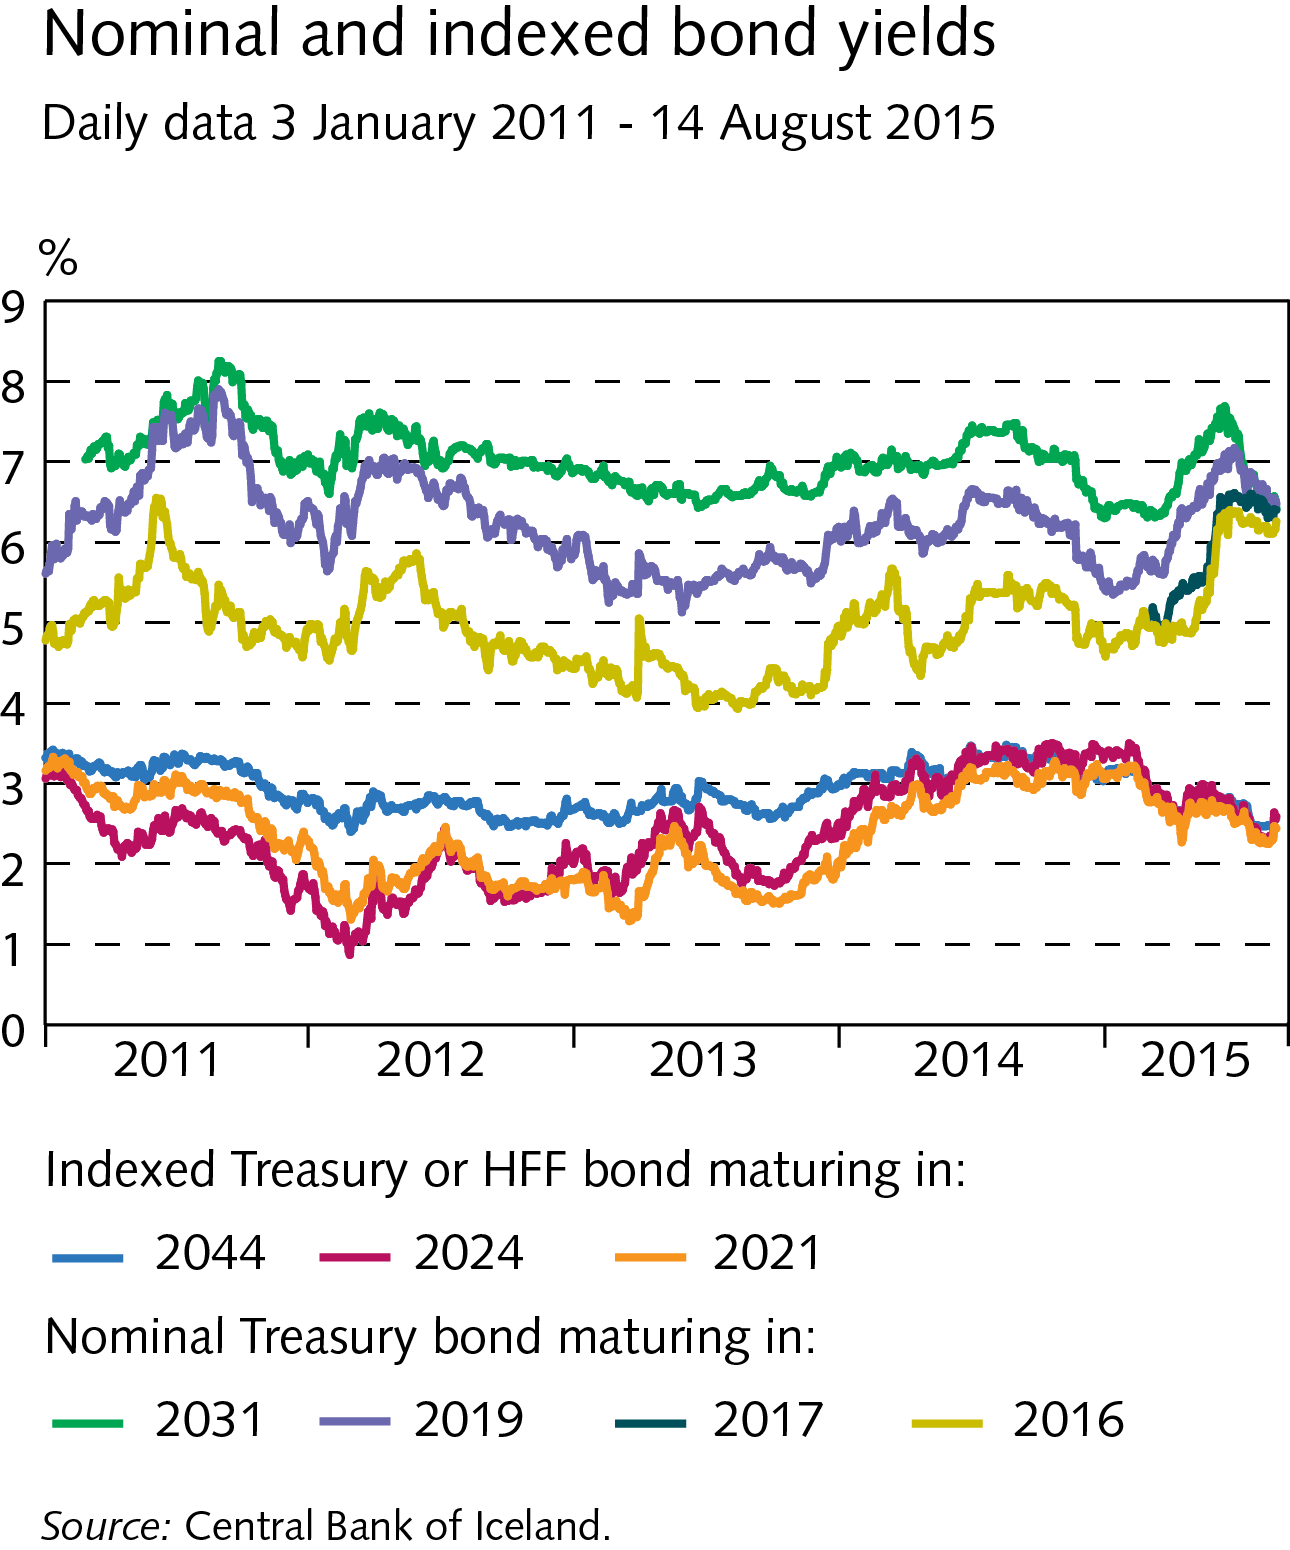 Nominal and indexed bond yields
Daily data 3 January 2011 - 14 August 2015
%
9
8
7
6
5
4
3
2
1
0
2011 2012 2013 2014 2015
Indexed Treasury or HFF bond maturing in:
2044 2024 2021
Nominal Treasury bond maturing in:
2031 2019 2017 2016
Source: Central Bank of Iceland.